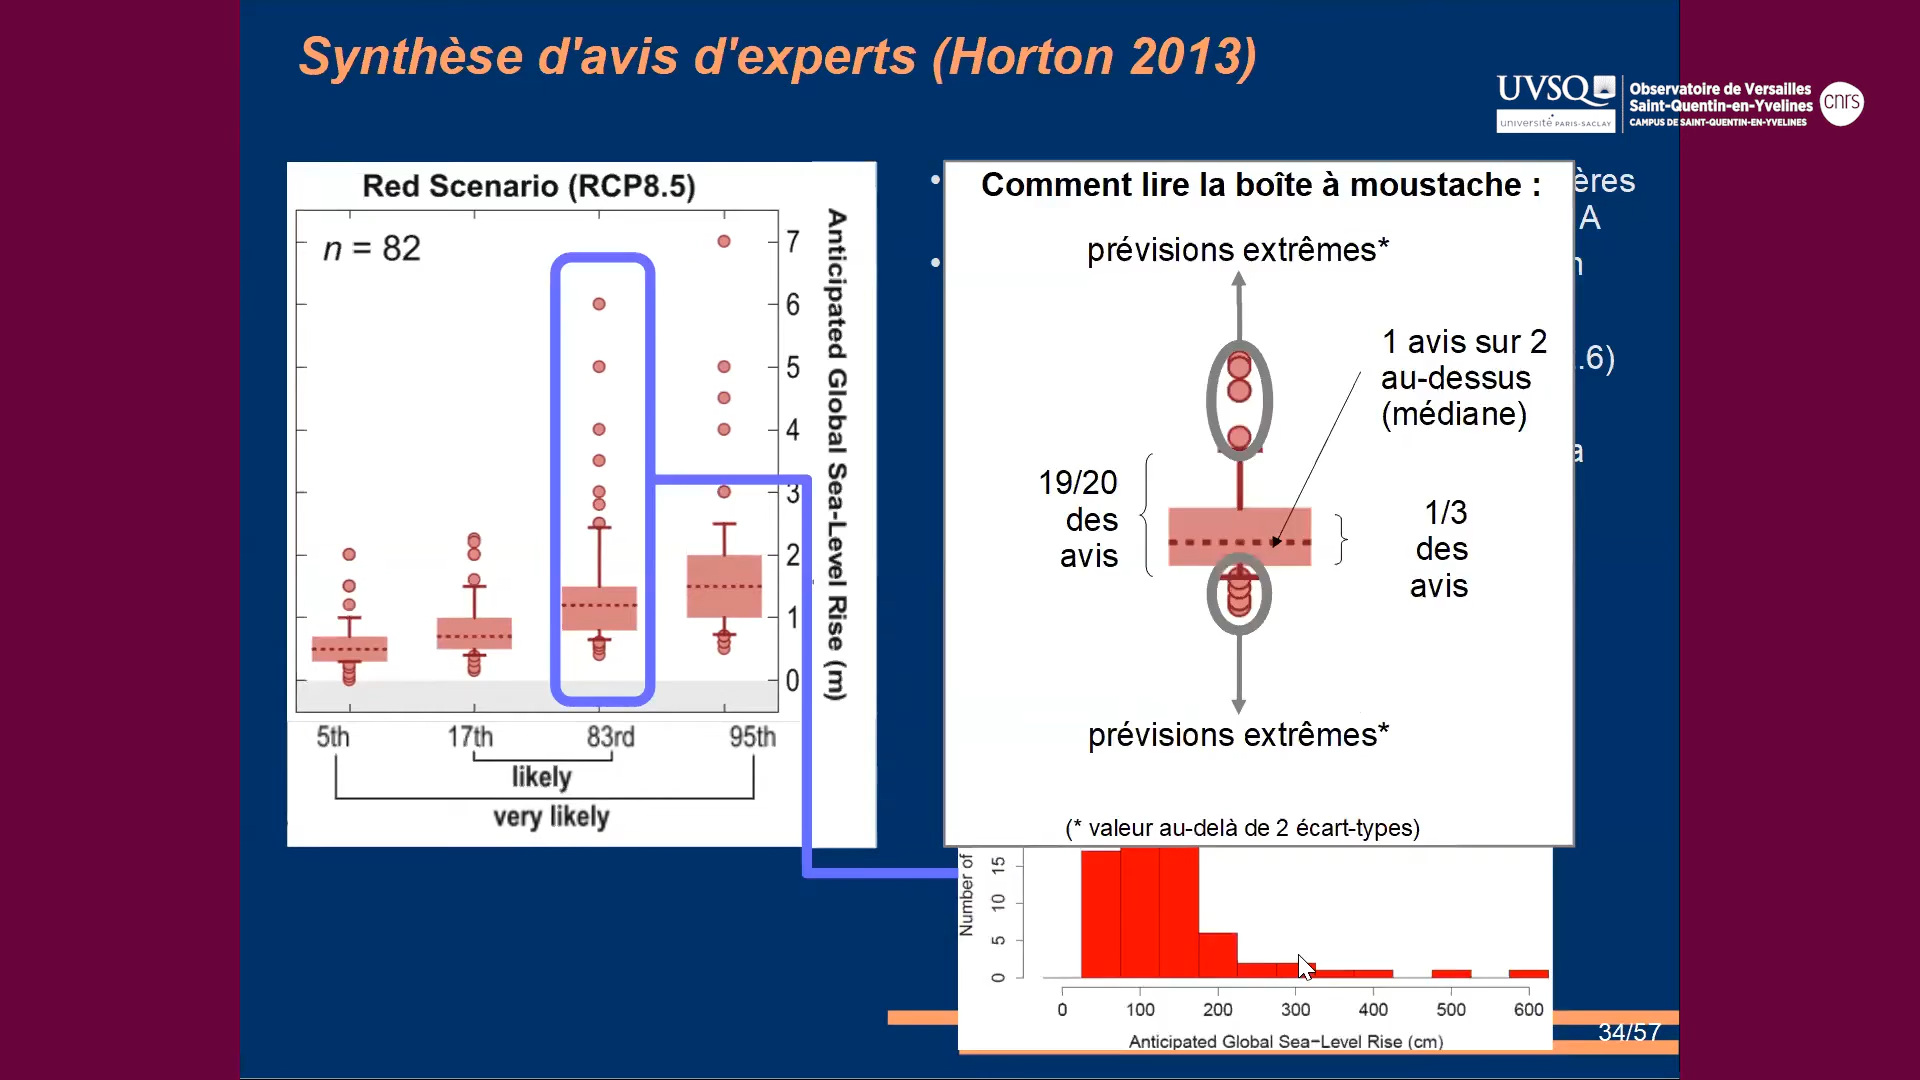 Synthèse d'avis d'experts (Horton 2013)
UVSQ
université PARIS-SACLAY
Observatoire de Versailles
Saint-Quentin-en-Yvelines
CAMPUS DE SAINT-QUENTIN-EN-YVELINES
cnrs
Red Scenario (RCP8.5)
n = 82
7
6
5
4
3
2
1
0
Anticipated Global Sea-Level Rise (m)
5th 17th 83rd 95th
likely
very likely
ères
A
.6)
a
Comment lire la boîte à moustache :
prévisions extrêmes*
1 avis sur 2
au-dessus
(médiane)
19/20
des
avis
1/3
des
avis
prévisions extrêmes*
(* valeur au-delà de 2 écart-types)
Number of
15
10
5
0
0 100 200 300 400 500 600
Anticipated Global Sea−Level Rise (cm)
34/57